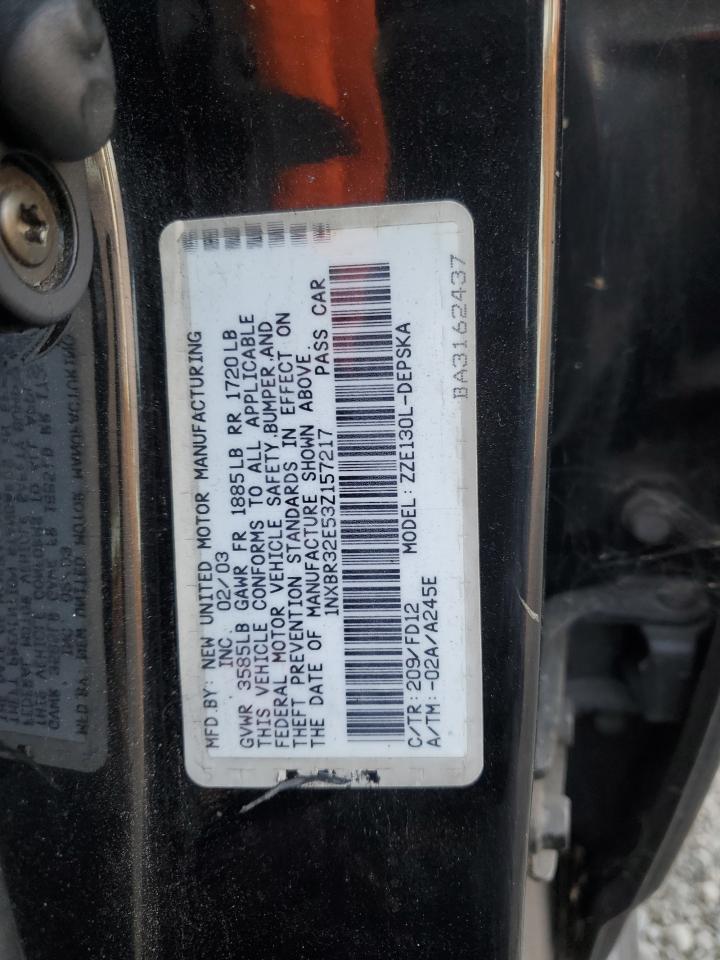 MFD.BY: NEW UNITED MOTOR MANUFACTURING
INC. 02/03
GVWR 3585LB GAWR FR 1885LB RR 1720LB
THIS VEHICLE CONFORMS TO ALL APPLICABLE
FEDERAL MOTOR VEHICLE SAFETY,BUMPER,AND
THEFT PREVENTION STANDARDS IN EFFECT ON
THE DATE OF MANUFACTURE SHOWN ABOVE.
1NXBR32E53Z157217 PASS CAR
C/TR:209/FD12 MODEL:ZZE130L-DEPSKA
A/TM:-02A/A245E
BA3162437